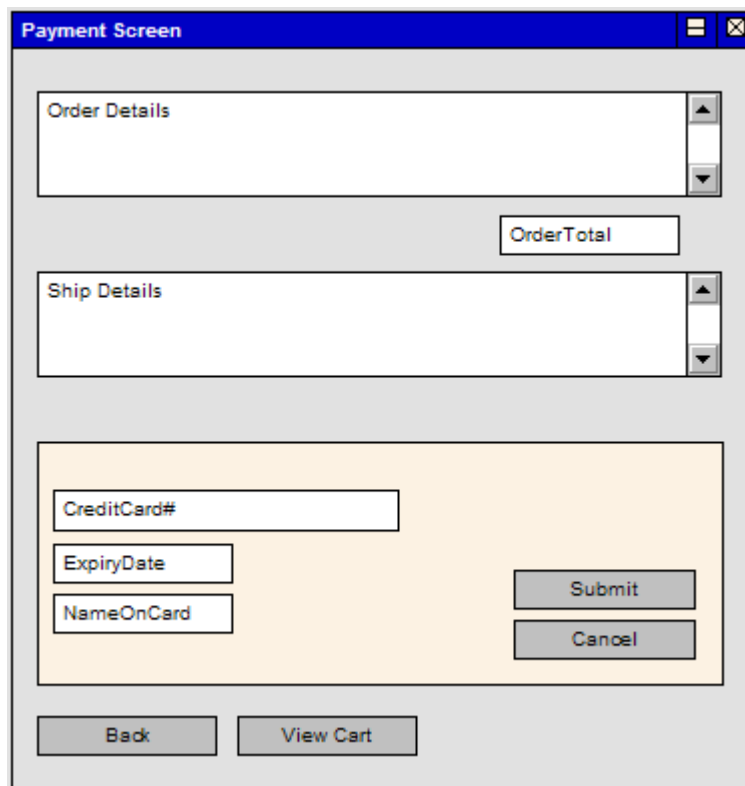 Payment Screen
Order Details
OrderTotal
Ship Details
CreditCard#
ExpiryDate
NameOnCard
Submit
Cancel
Back
View Cart